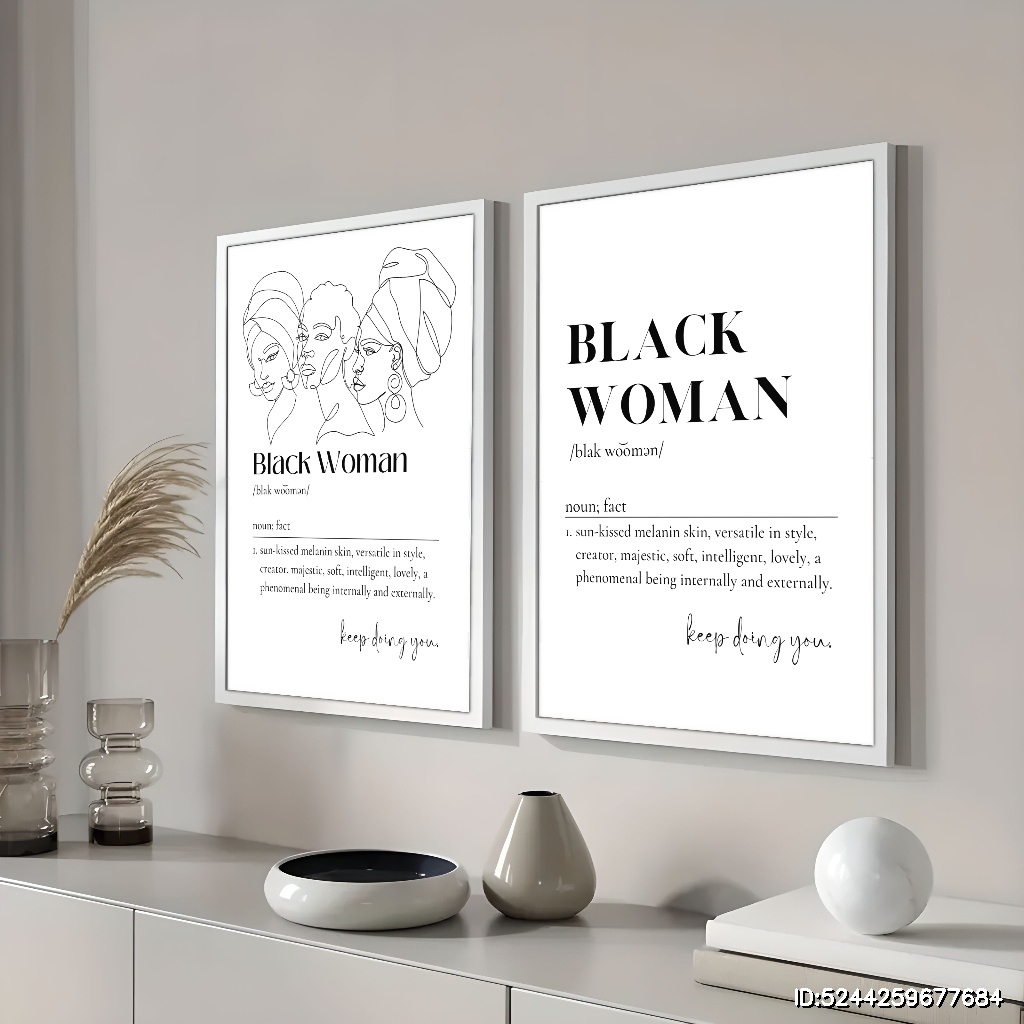 Black Woman
/blak wo͝omən/
noun; fact
1. sun-kissed melanin skin, versatile in style,
creator, majestic, soft, intelligent, lovely, a
phenomenal being internally and externally.
keep doing you.
BLACK
WOMAN
/blak wo͝omən/
noun; fact
1. sun-kissed melanin skin, versatile in style,
creator, majestic, soft, intelligent, lovely, a
phenomenal being internally and externally.
keep doing you.
ID:5244259677684